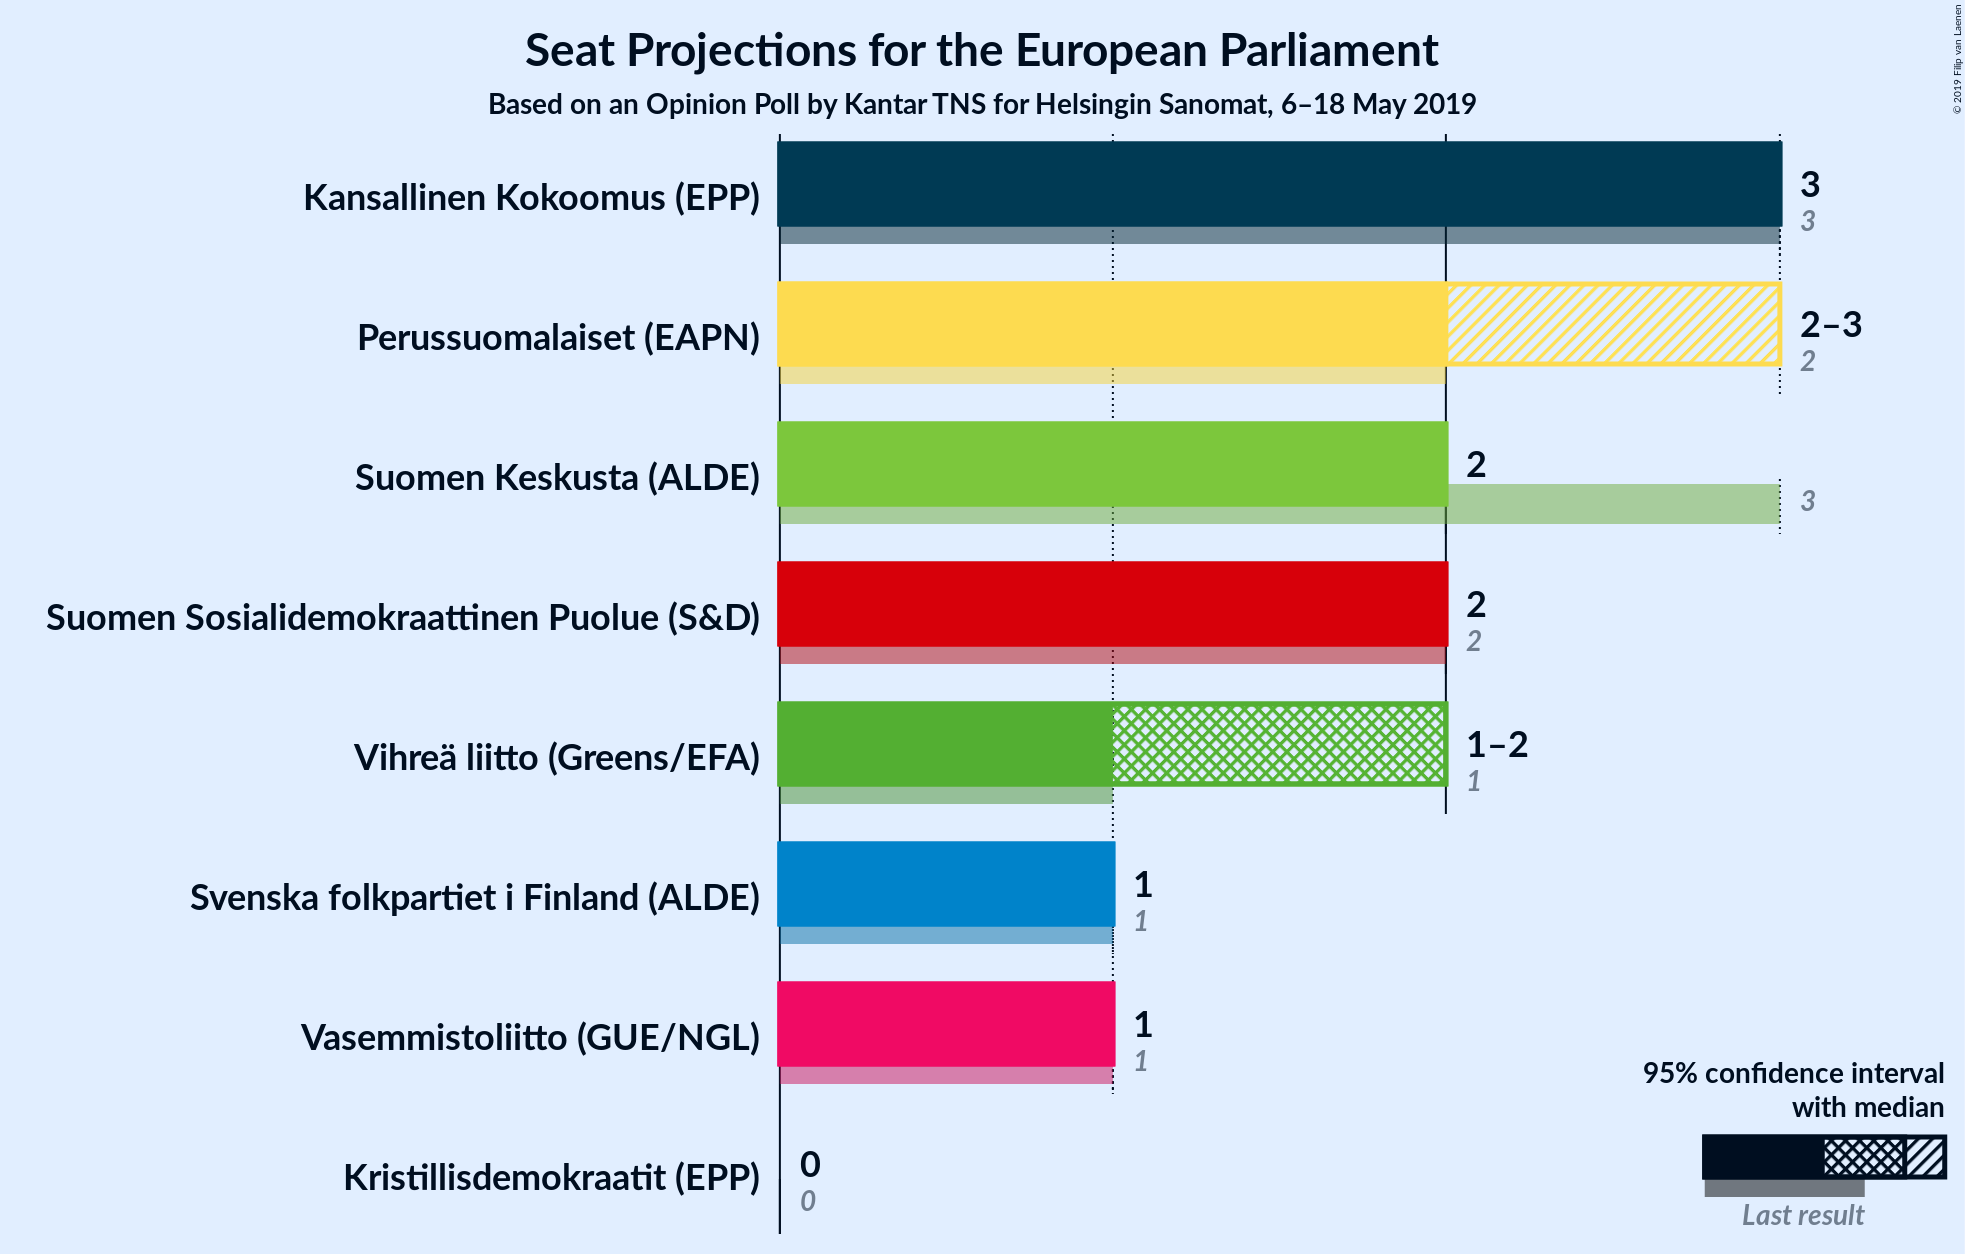 Seat Projections for the European Parliament
Based on an Opinion Poll by Kantar TNS for Helsingin Sanomat, 6–18 May 2019
© 2019 Filip van Laenen
Kansallinen Kokoomus (EPP)
3
3
Perussuomalaiset (EAPN)
2–3
2
Suomen Keskusta (ALDE)
2
3
Suomen Sosialidemokraattinen Puolue (S&D)
2
2
Vihreä liitto (Greens/EFA)
1–2
1
Svenska folkpartiet i Finland (ALDE)
1
1
Vasemmistoliitto (GUE/NGL)
1
1
Kristillisdemokraatit (EPP)
0
0
95% confidence interval
with median
Last result